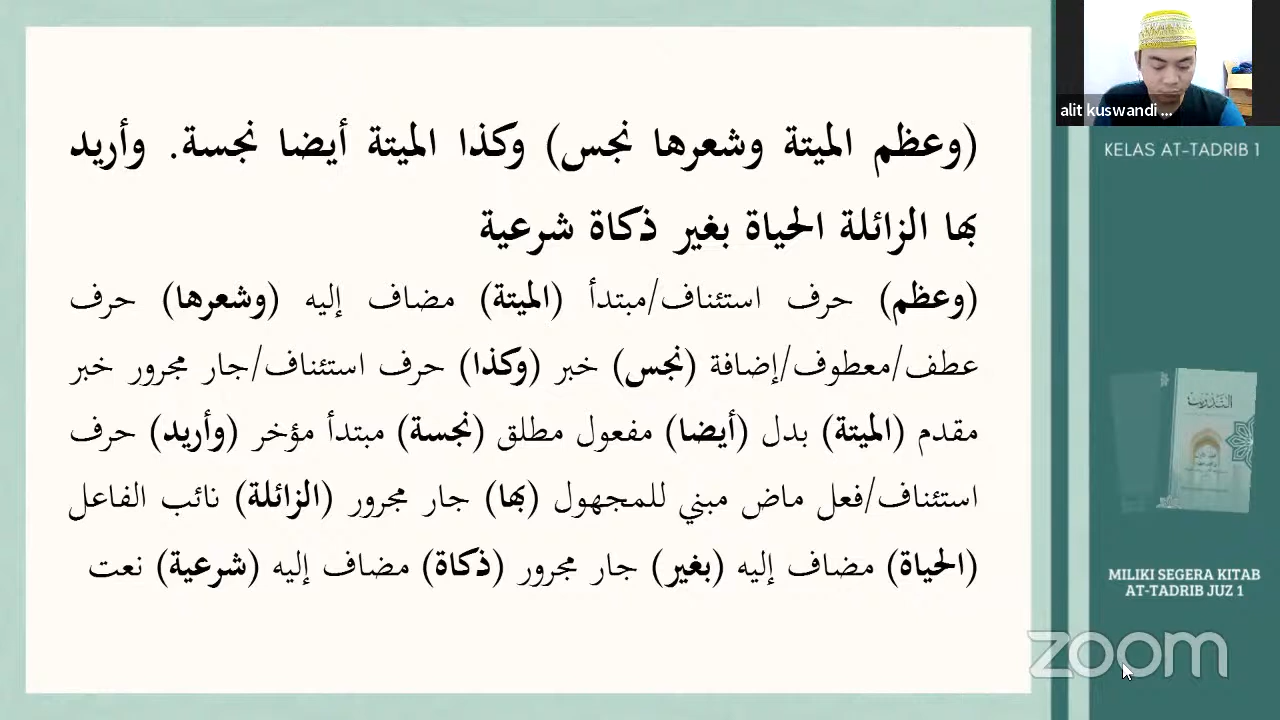 (وعظم الميتة وشعرها نجس) وكذا الميتة أيضا نجسة. وأريد
بها الزائلة الحياة بغير ذكاة شرعية
(وعظم) حرف استئناف/مبتدأ (الميتة) مضاف إليه (وشعرها) حرف
عطف/معطوف/إضافة (نجس) خبر (وكذا) حرف استئناف/جار مجرور خبر
مقدم (الميتة) بدل (أيضا) مفعول مطلق (نجسة) مبتدأ مؤخر (وأريد) حرف
استئناف/فعل ماض مبني للمجهول (بها) جار مجرور (الزائلة) نائب الفاعل
(الحياة) مضاف إليه (بغير) جار مجرور (ذكاة) مضاف إليه (شرعية) نعت
alit kuswandi ...
KELAS AT-TADRIB 1
التدريب
MILIKI SEGERA KITAB
AT-TADRIB JUZ 1
zoom